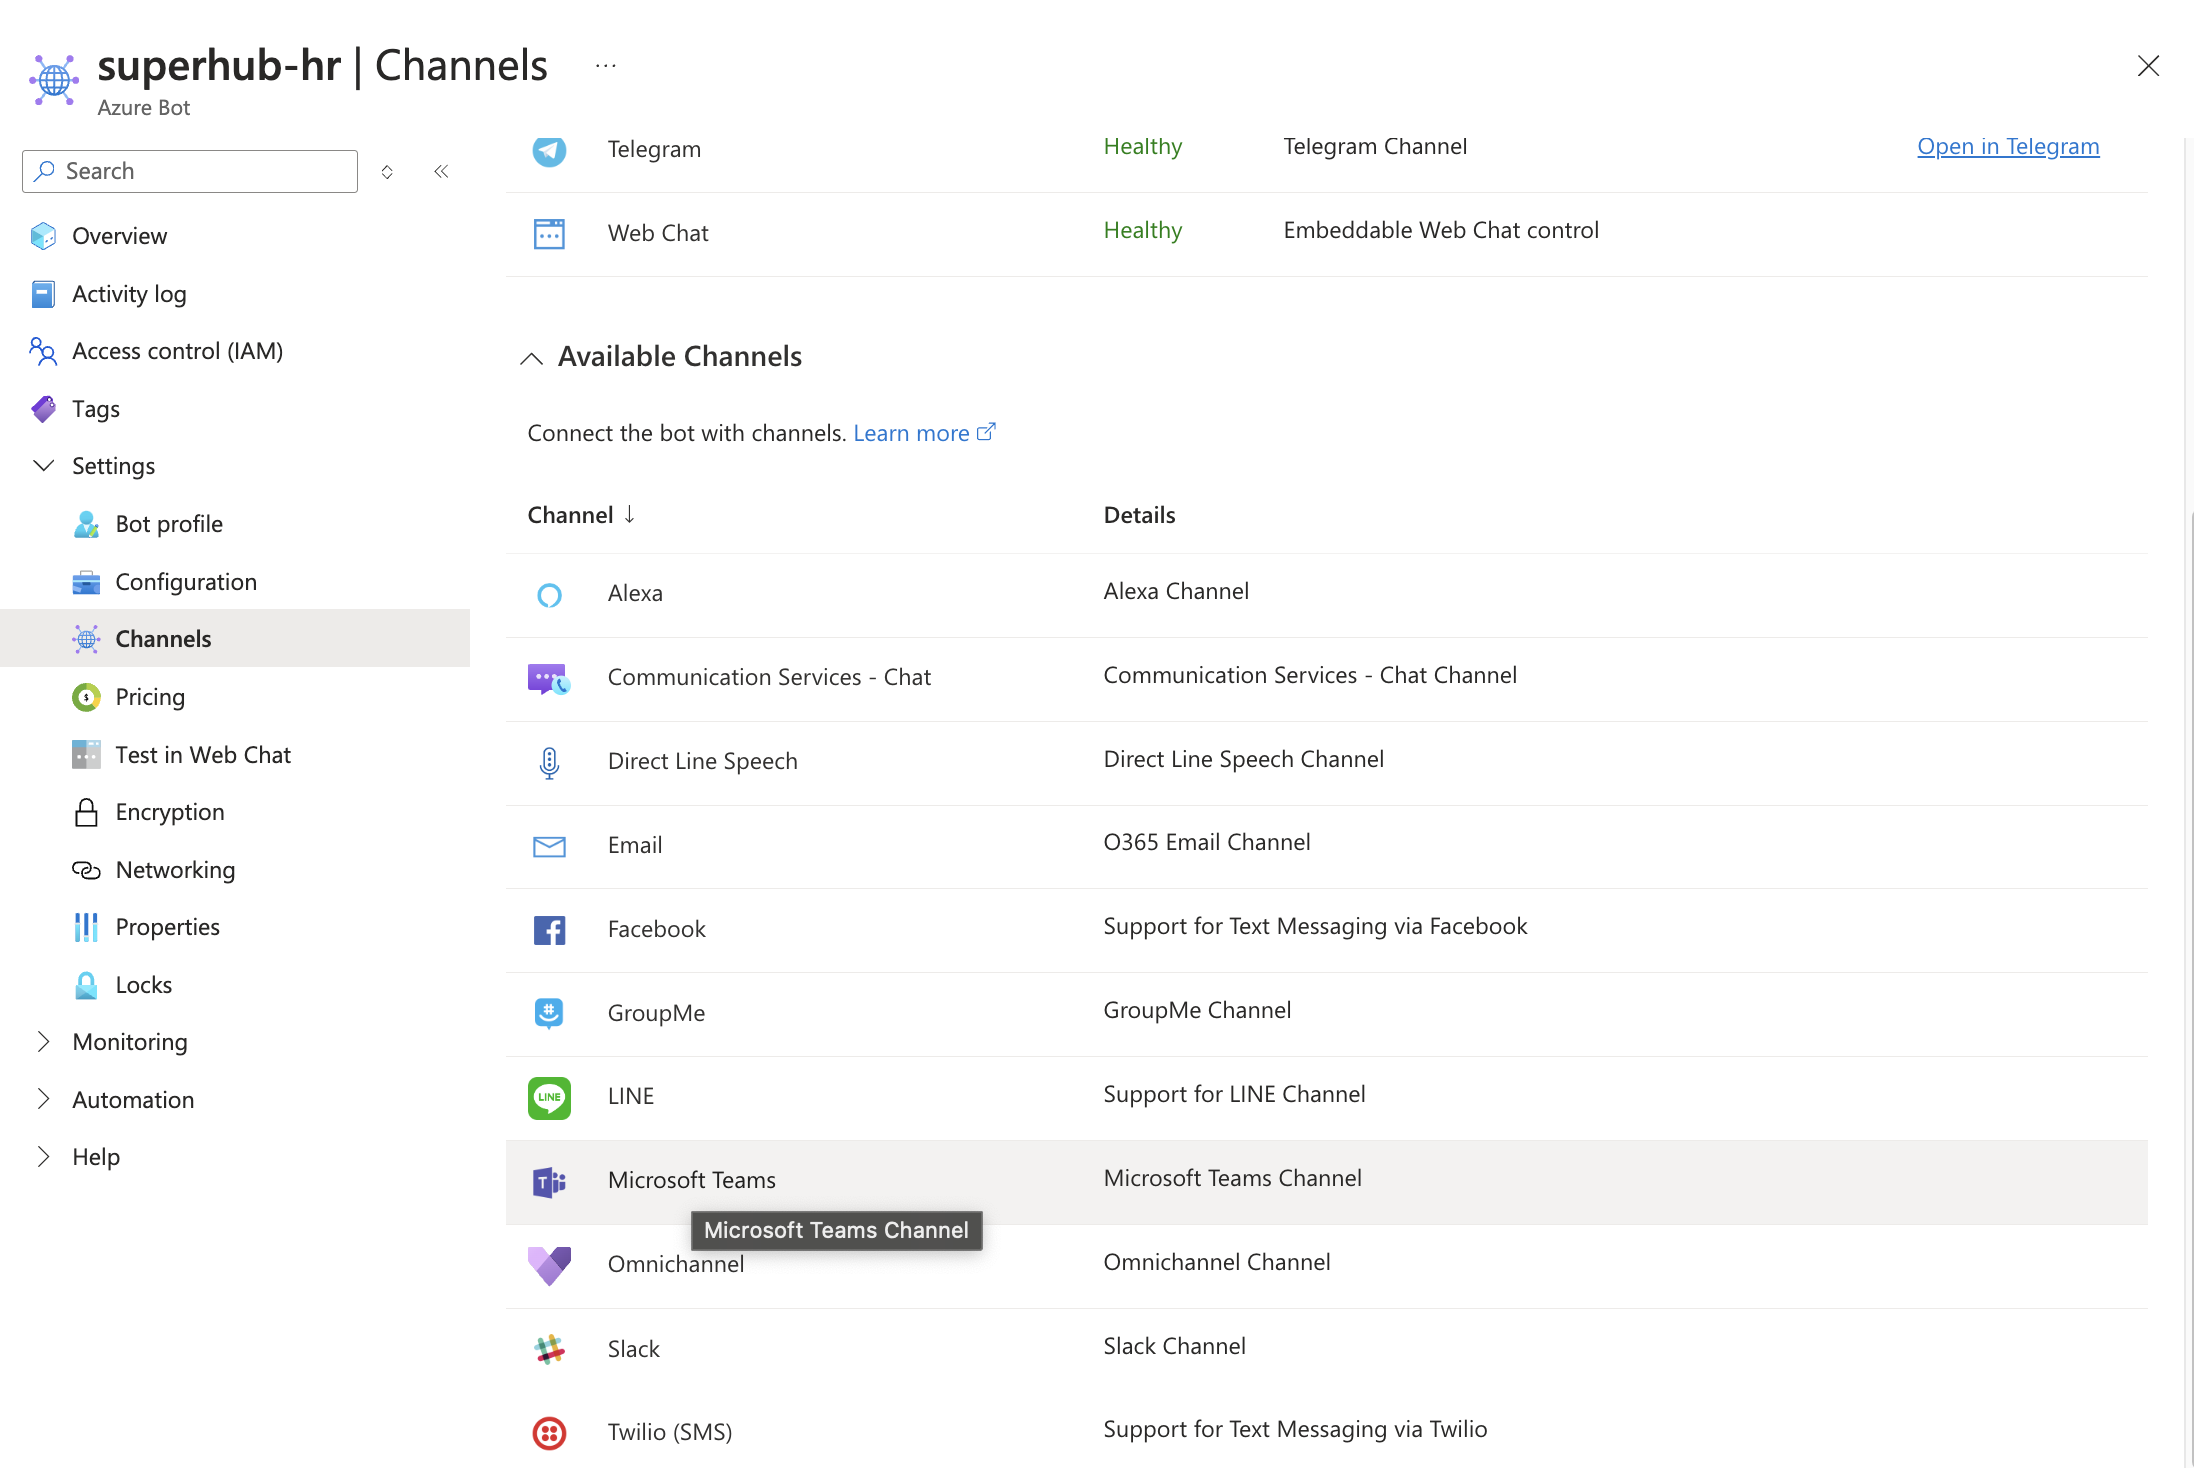 superhub-hr | Channels ...
Azure Bot
Search
Overview
Activity log
Access control (IAM)
Tags
Settings
Bot profile
Configuration
Channels
Pricing
Test in Web Chat
Encryption
Networking
Properties
Locks
Monitoring
Automation
Help
Telegram Healthy Telegram Channel Open in Telegram
Web Chat Healthy Embeddable Web Chat control
Available Channels
Connect the bot with channels. Learn more
Channel ↓ Details
Alexa Alexa Channel
Communication Services - Chat Communication Services - Chat Channel
Direct Line Speech Direct Line Speech Channel
Email O365 Email Channel
Facebook Support for Text Messaging via Facebook
GroupMe GroupMe Channel
LINE LINE Support for LINE Channel
Microsoft Teams Microsoft Teams Channel
Microsoft Teams Channel
Omnichannel Omnichannel Channel
Slack Slack Channel
Twilio (SMS) Support for Text Messaging via Twilio